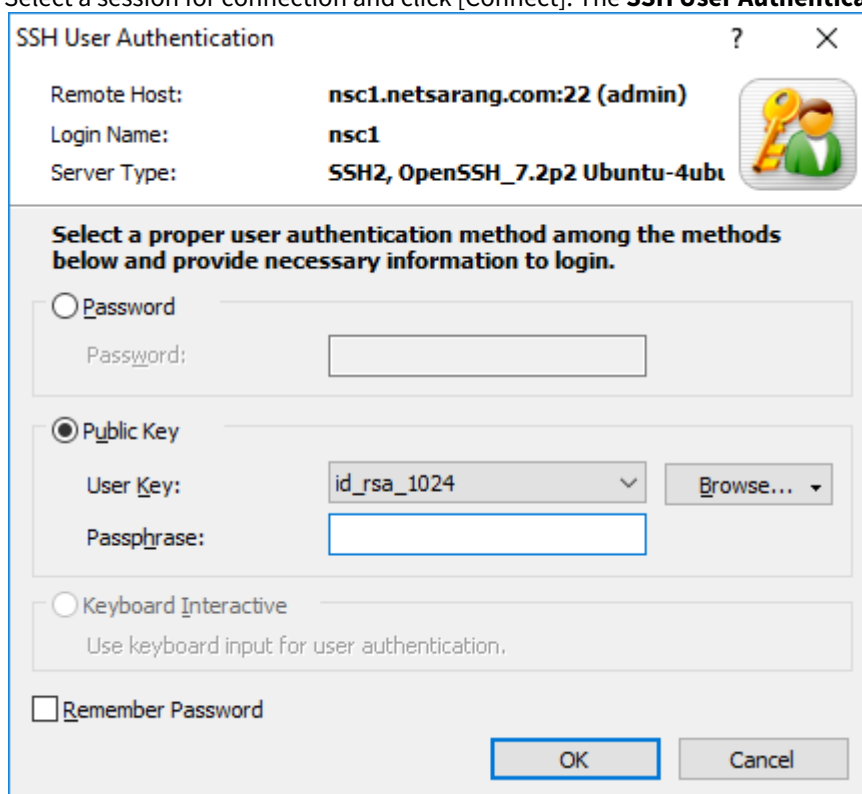 Select a session for connection and click [Connect]. The SSH User Authentica
SSH User Authentication ?
Remote Host: nsc1.netsarang.com:22 (admin)
Login Name: nsc1
Server Type: SSH2, OpenSSH_7.2p2 Ubuntu-4ubu
Select a proper user authentication method among the methods
below and provide necessary information to login.
Password
Password:
Public Key
User Key: id_rsa_1024 Browse...
Passphrase:
Keyboard Interactive
Use keyboard input for user authentication.
Remember Password
OK Cancel